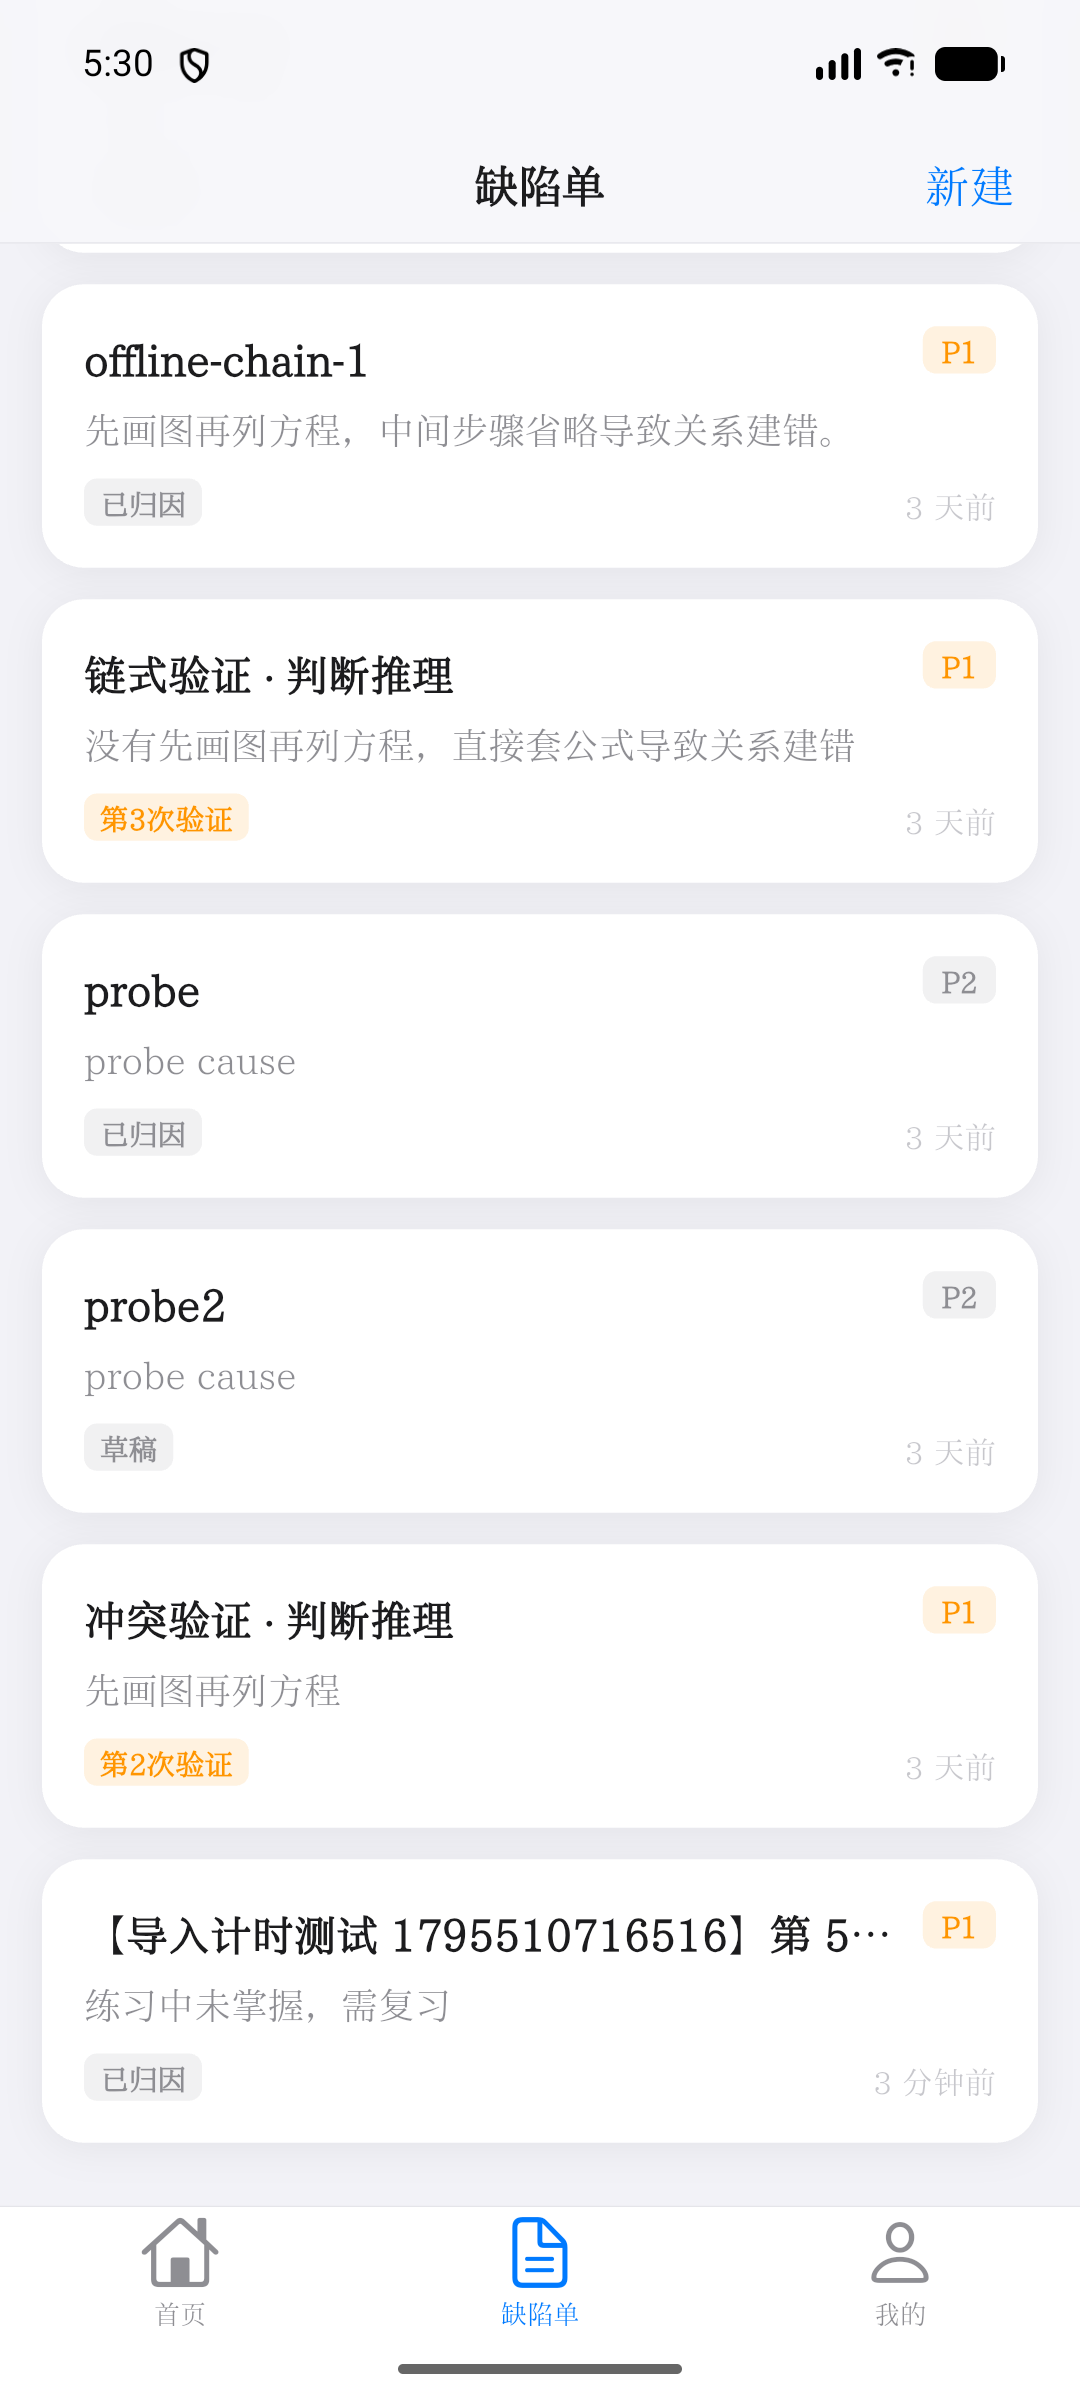 5:30
缺陷单
新建
offline-chain-1
P1
先画图再列方程，中间步骤省略导致关系建错。
已归因
3 天前
链式验证 · 判断推理
P1
没有先画图再列方程，直接套公式导致关系建错
第3次验证
3 天前
probe
P2
probe cause
已归因
3 天前
probe2
P2
probe cause
草稿
3 天前
冲突验证 · 判断推理
P1
先画图再列方程
第2次验证
3 天前
【导入计时测试 1795510716516】第 5…
P1
练习中未掌握，需复习
已归因
3 分钟前
首页
缺陷单
我的